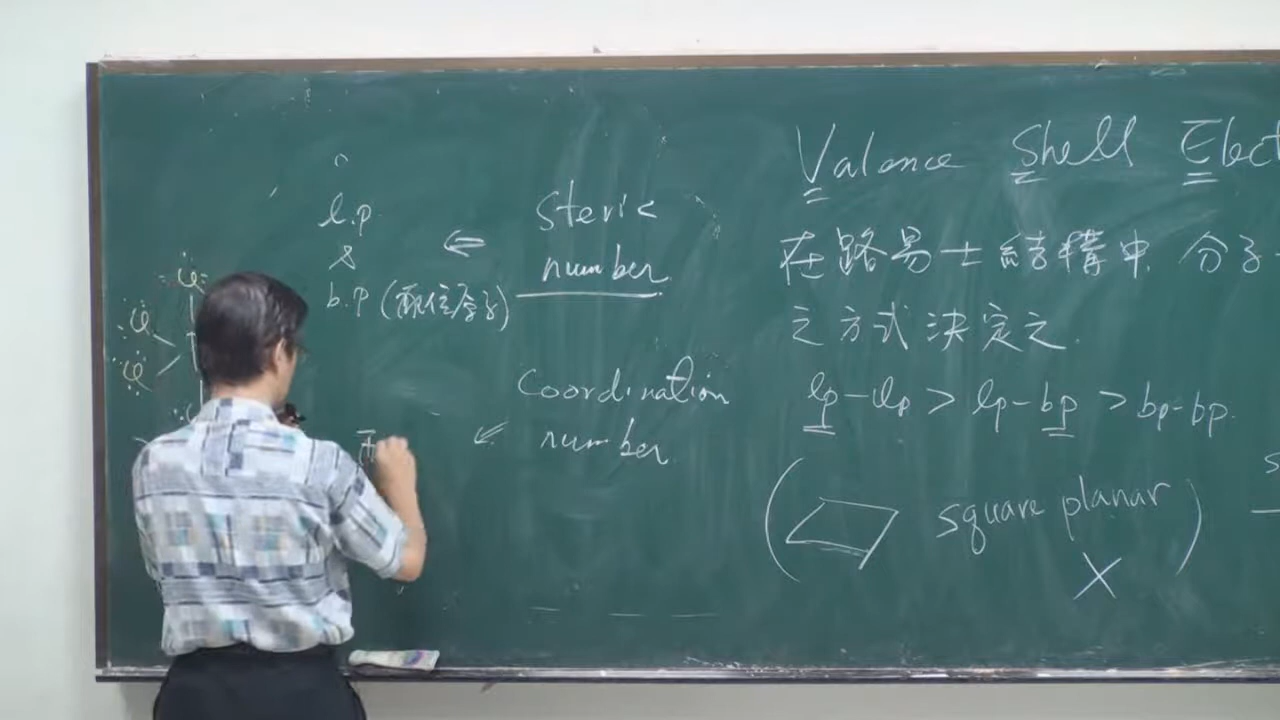 l.p
&
b.p (配位原子)
Steric
number
Coordination
number
Valance Shell Elect
在路易士結構中 分子
之方式決定之
lp-lp > lp-bp > bp-bp.
( square planar )
X